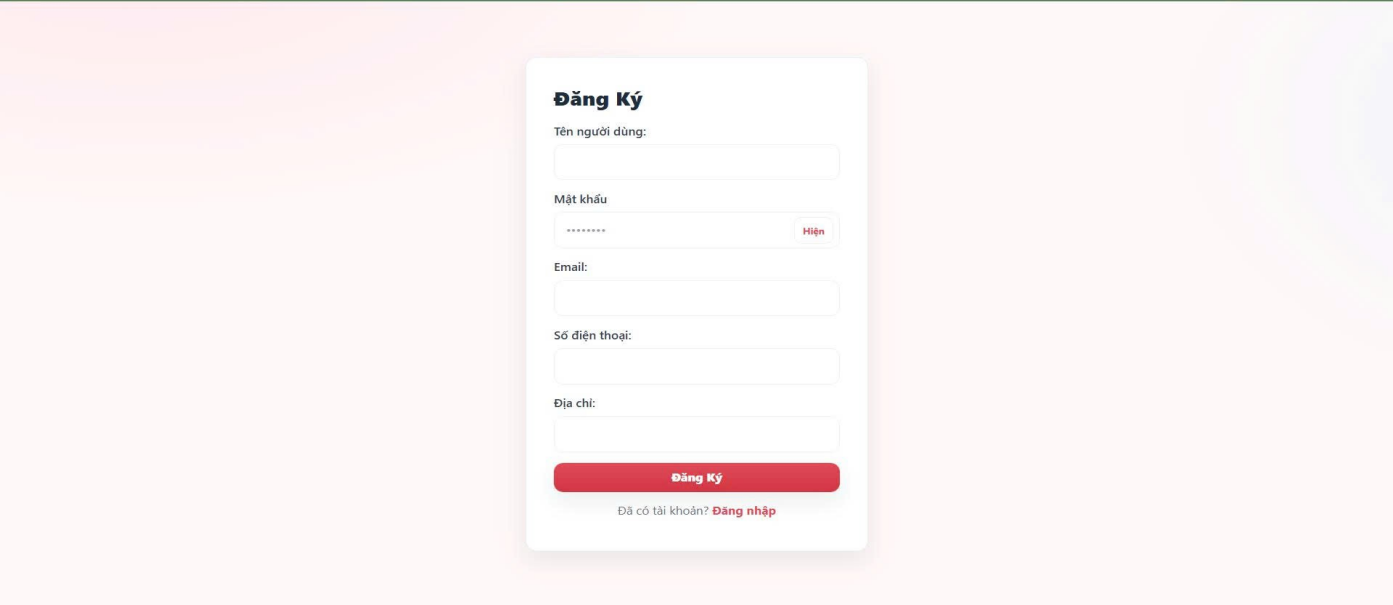 Đăng Ký
Tên người dùng:
Mật khẩu
••••••••
Hiện
Email:
Số điện thoại:
Địa chỉ:
Đăng Ký
Đã có tài khoản? Đăng nhập